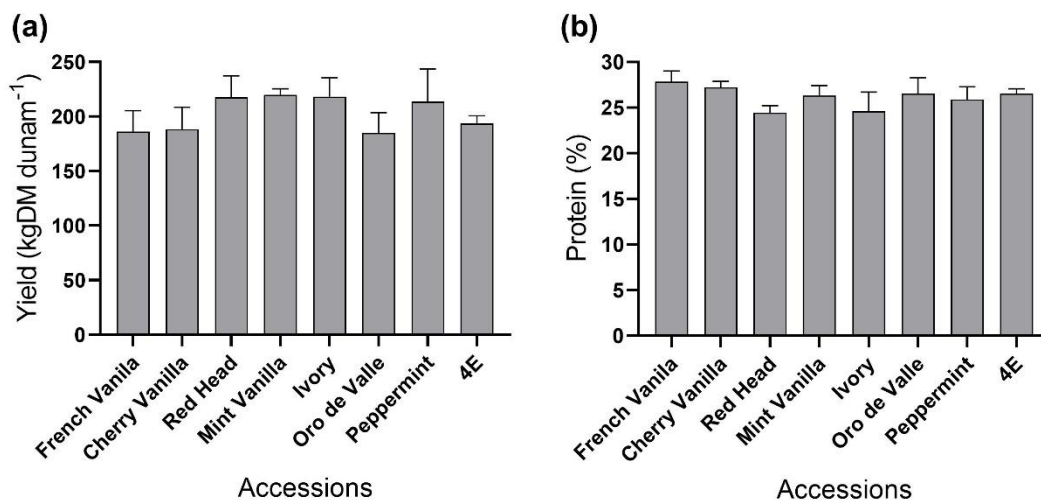 (a)
Yield (kgDM dunam-1)
250
200
150
100
50
0
French Vanila
Cherry Vanilla
Red Head
Mint Vanilla
Ivory
Oro de Valle
Peppermint
4E
Accessions
(b)
Protein (%)
30
25
20
15
10
5
0
French Vanila
Cherry Vanilla
Red Head
Mint Vanilla
Ivory
Oro de Valle
Peppermint
4E
Accessions